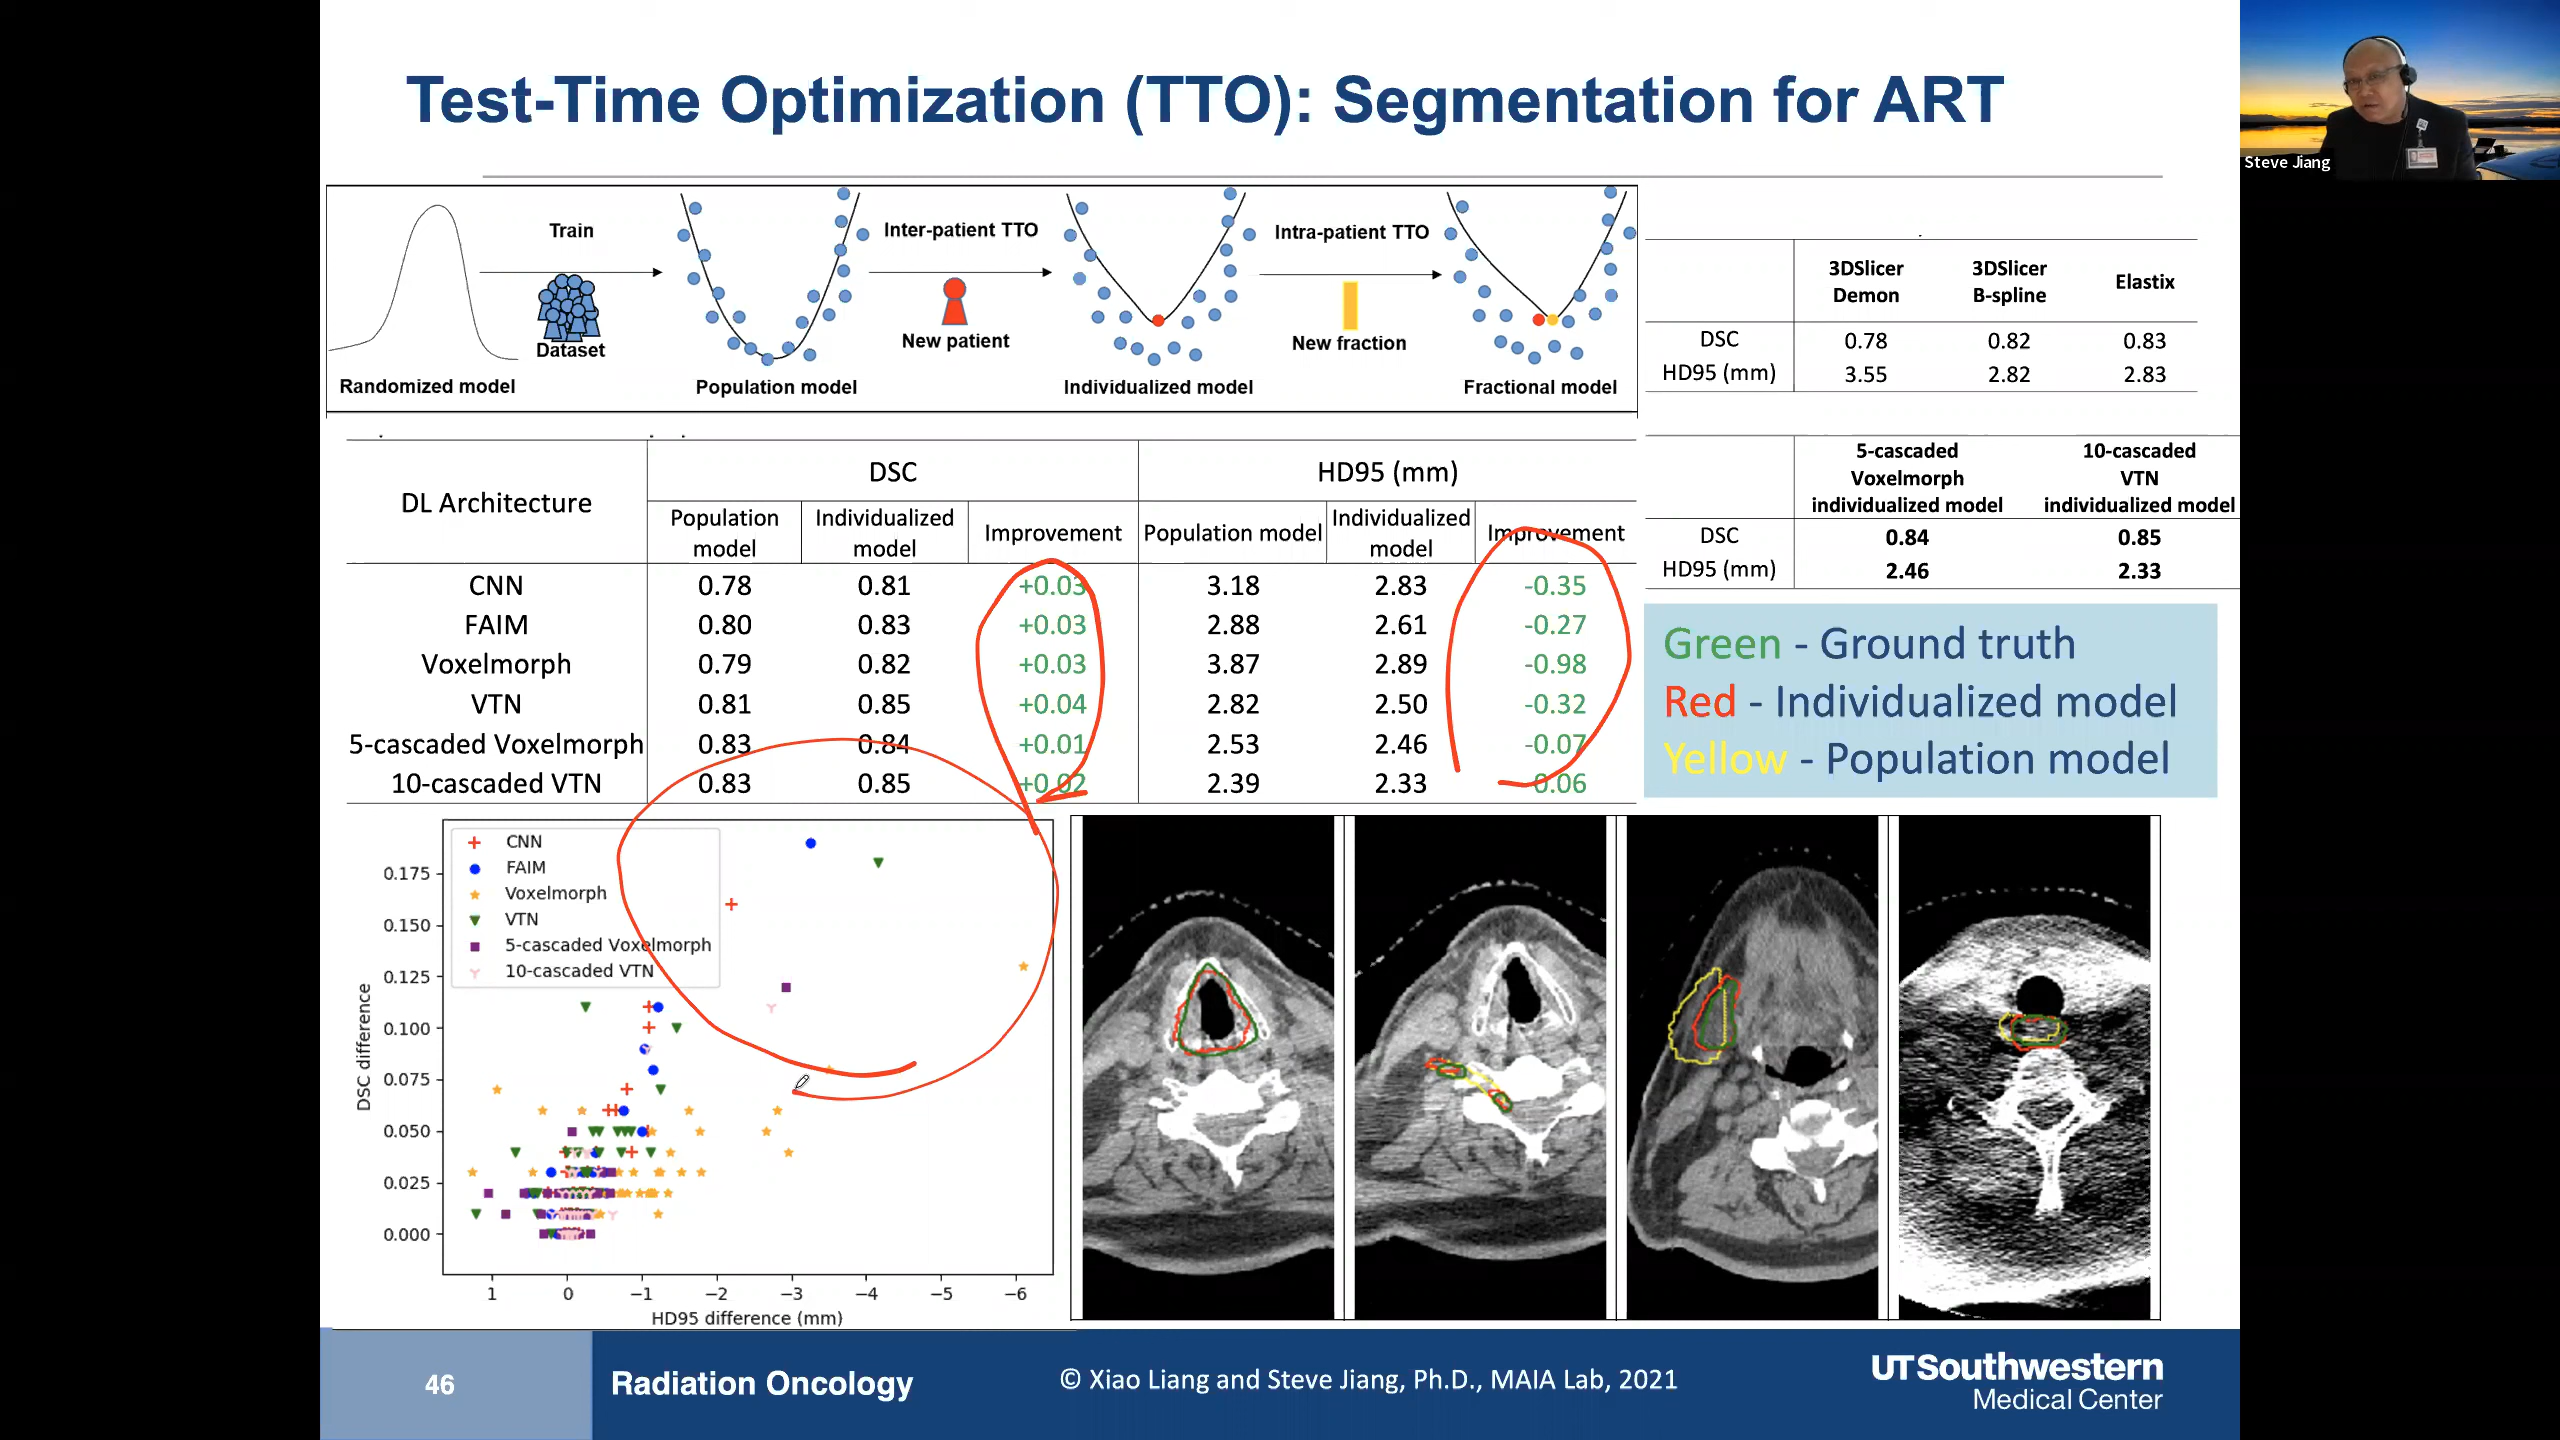 Test-Time Optimization (TTO): Segmentation for ART
Steve Jiang
Train
Dataset
Randomized model
Population model
Inter-patient TTO
New patient
Individualized model
Intra-patient TTO
New fraction
Fractional model
3DSlicer Demon 3DSlicer B-spline Elastix
DSC 0.78 0.82 0.83
HD95 (mm) 3.55 2.82 2.83
DL Architecture DSC HD95 (mm)
Population model Individualized model Improvement Population model Individualized model Improvement
CNN 0.78 0.81 +0.03 3.18 2.83 -0.35
FAIM 0.80 0.83 +0.03 2.88 2.61 -0.27
Voxelmorph 0.79 0.82 +0.03 3.87 2.89 -0.98
VTN 0.81 0.85 +0.04 2.82 2.50 -0.32
5-cascaded Voxelmorph 0.83 0.84 +0.01 2.53 2.46 -0.07
10-cascaded VTN 0.83 0.85 +0.02 2.39 2.33 -0.06
5-cascaded Voxelmorph individualized model 10-cascaded VTN individualized model
DSC 0.84 0.85
HD95 (mm) 2.46 2.33
Green - Ground truth
Red - Individualized model
Yellow - Population model
CNN
FAIM
Voxelmorph
VTN
5-cascaded Voxelmorph
10-cascaded VTN
DSC difference
0.175
0.150
0.125
0.100
0.075
0.050
0.025
0.000
1 0 −1 −2 −3 −4 −5 −6
HD95 difference (mm)
46
Radiation Oncology
© Xiao Liang and Steve Jiang, Ph.D., MAIA Lab, 2021
UTSouthwestern
Medical Center